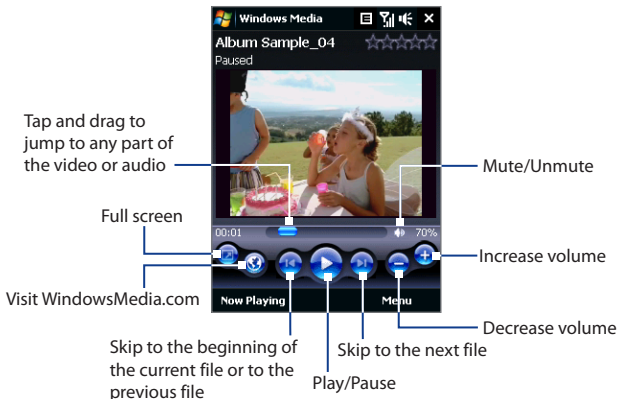 Windows Media
Album Sample_04
Paused
Tap and drag to
jump to any part of
the video or audio
Mute/Unmute
Full screen
00:01
70%
Increase volume
Visit WindowsMedia.com
Now Playing
Menu
Decrease volume
Skip to the beginning of
the current file or to the
previous file
Skip to the next file
Play/Pause